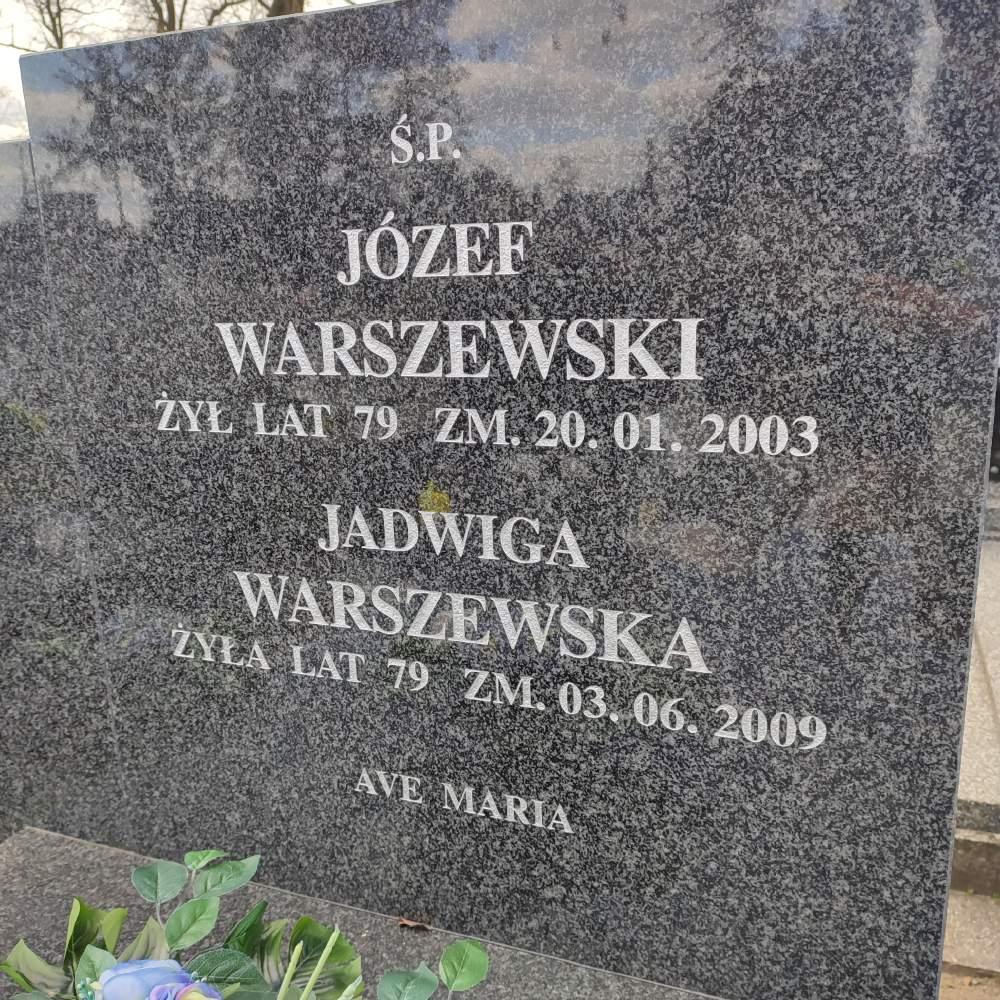 Ś.P.
JÓZEF
WARSZEWSKI
ŻYŁ LAT 79 ZM. 20. 01. 2003
JADWIGA
WARSZEWSKA
ŻYŁA LAT 79 ZM. 03. 06. 2009
AVE MARIA